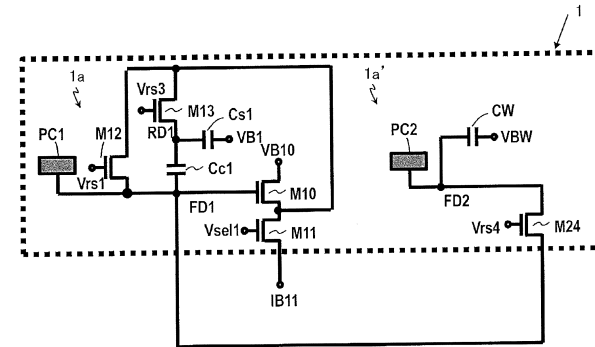 1
1a
1a'
Vrs3
M13
Cs1
CW
PC1
M12
RD1
VB1
PC2
VBW
VB10
Vrs1
Cc1
M10
FD1
FD2
Vsel1
M11
Vrs4
M24
IB11